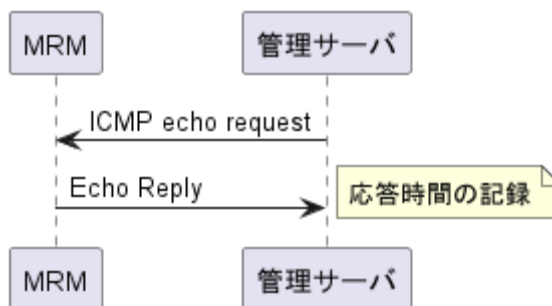 MRM
管理サーバ
ICMP echo request
Echo Reply
応答時間の記録
MRM
管理サーバ